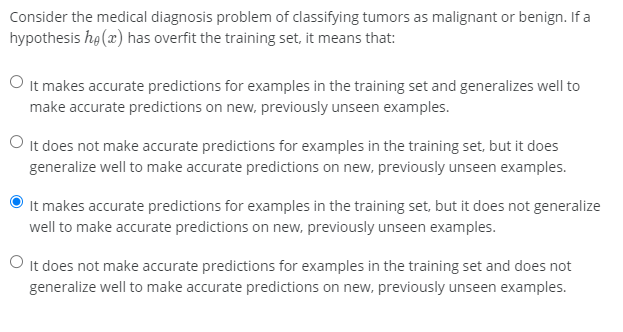 Consider the medical diagnosis problem of classifying tumors as malignant or benign. If a
hypothesis hθ(x) has overfit the training set, it means that:
It makes accurate predictions for examples in the training set and generalizes well to
make accurate predictions on new, previously unseen examples.
It does not make accurate predictions for examples in the training set, but it does
generalize well to make accurate predictions on new, previously unseen examples.
It makes accurate predictions for examples in the training set, but it does not generalize
well to make accurate predictions on new, previously unseen examples.
It does not make accurate predictions for examples in the training set and does not
generalize well to make accurate predictions on new, previously unseen examples.